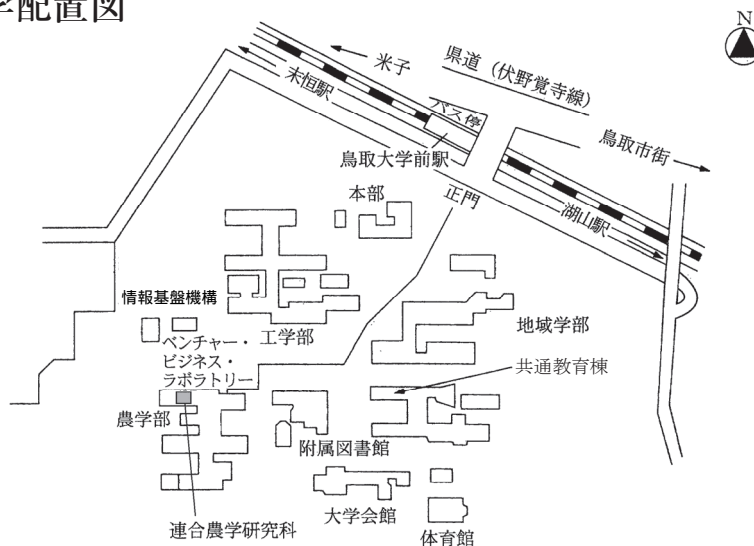 学配置図
N
米子
県道（伏野覚寺線）
末恒駅
バス停
鳥取市街
鳥取大学前駅
正門
湖山駅
本部
情報基盤機構
工学部
地域学部
ベンチャー・
ビジネス・
ラボラトリー
共通教育棟
農学部
附属図書館
大学会館
連合農学研究科
体育館